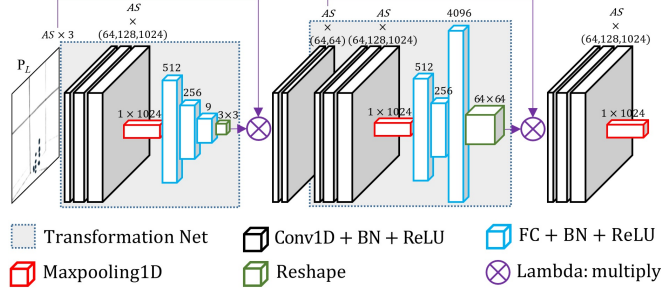 AS
×
(64,128,1024)
AS × 3
P_L
512
256
9
3×3
1 × 1024
AS
×
(64,64)
AS
×
(64,128,1024)
4096
512
256
64×64
1 × 1024
AS
×
(64,128,1024)
1 × 1024
Transformation Net
Conv1D + BN + ReLU
FC + BN + ReLU
Maxpooling1D
Reshape
Lambda: multiply